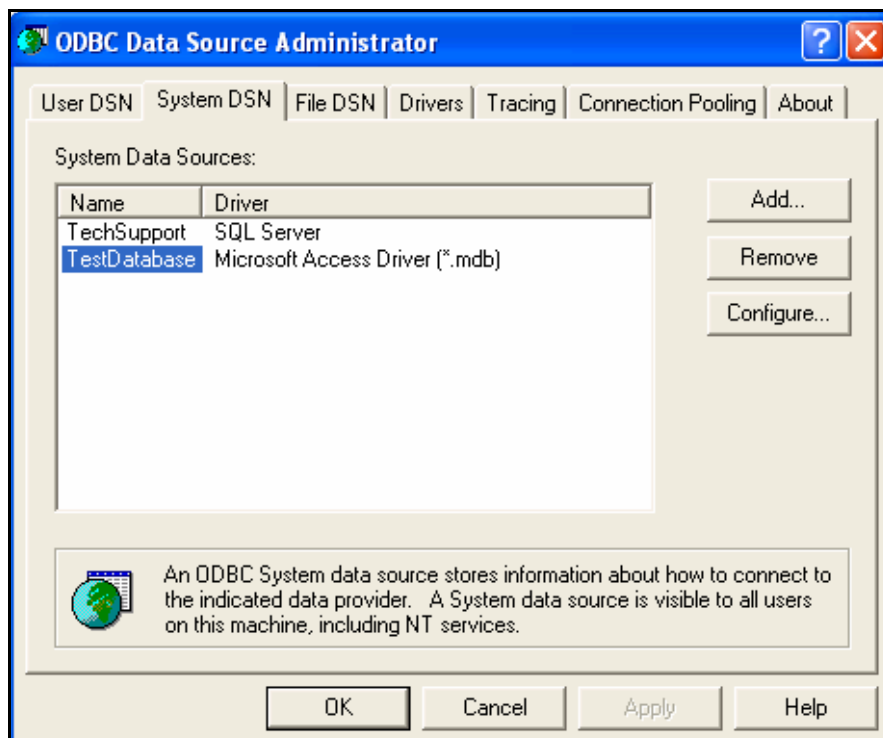 ODBC Data Source Administrator
User DSN System DSN File DSN Drivers Tracing Connection Pooling About
System Data Sources:
Name Driver
TechSupport SQL Server
TestDatabase Microsoft Access Driver (*.mdb)
Add...
Remove
Configure...
An ODBC System data source stores information about how to connect to
the indicated data provider. A System data source is visible to all users
on this machine, including NT services.
OK Cancel Apply Help